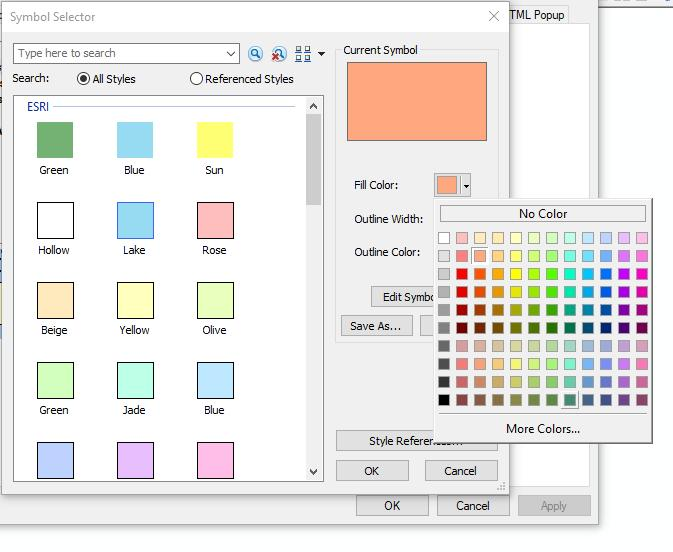 Symbol Selector
TML Popup
Type here to search
Search:
All Styles
Referenced Styles
ESRI
Green
Blue
Sun
Hollow
Lake
Rose
Beige
Yellow
Olive
Green
Jade
Blue
Current Symbol
Fill Color:
Outline Width:
Outline Color:
Edit Symbo
Save As...
Style Referenc
OK
Cancel
No Color
More Colors...
OK
Cancel
Apply